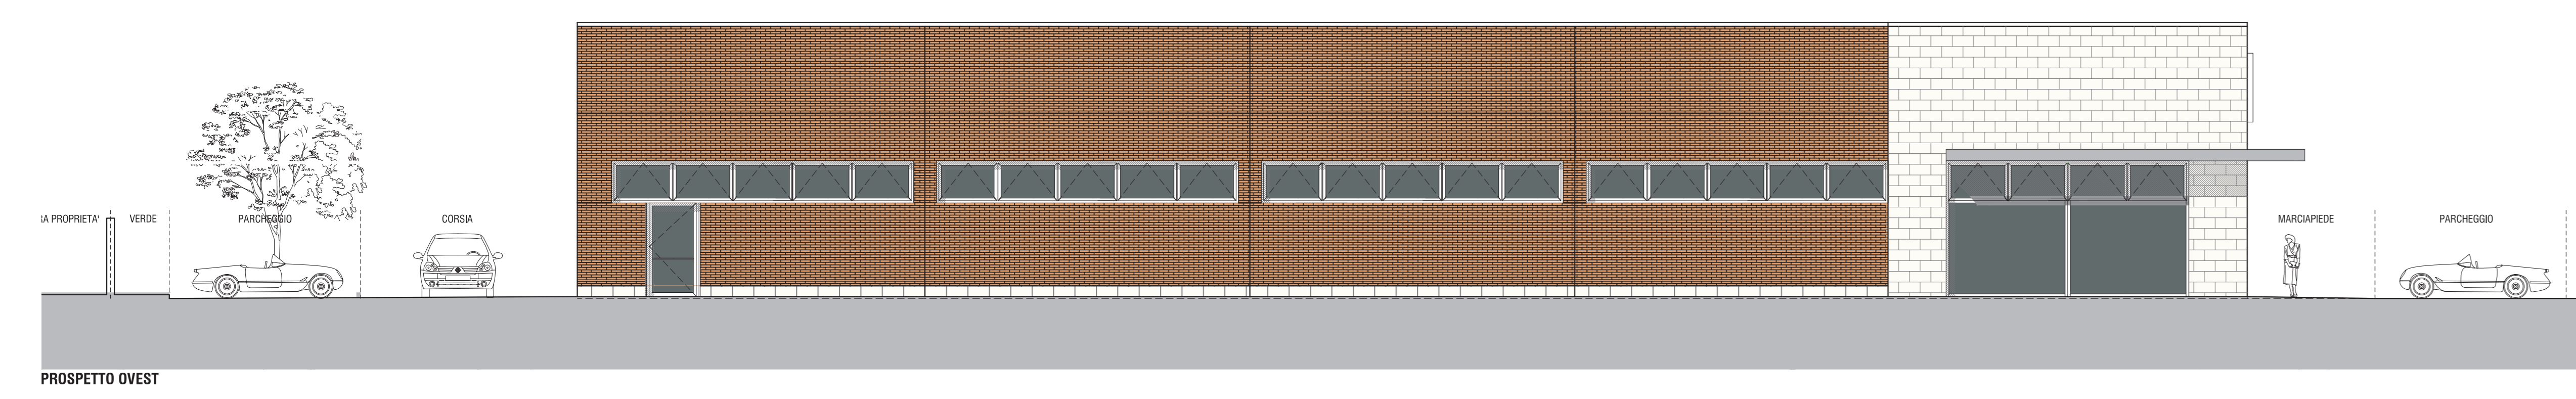 PROPRIETA'
VERDE
PARCHEGGIO
CORSIA
MARCIAPIEDE
PARCHEGGIO
PROSPETTO OVEST